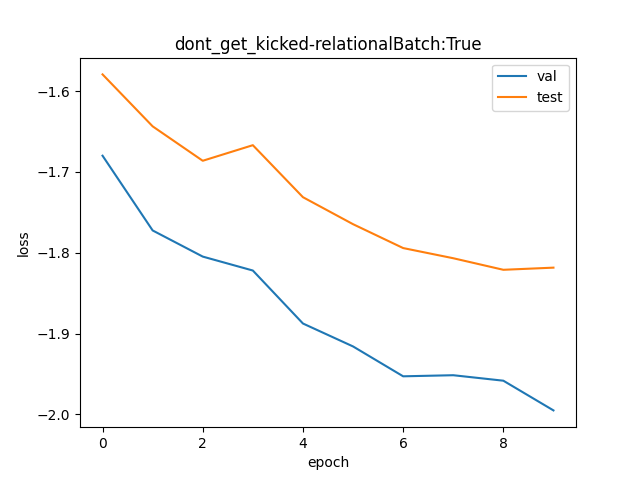 dont_get_kicked-relationalBatch:True
val
test
−1.6
−1.7
−1.8
−1.9
−2.0
loss
0 2 4 6 8
epoch